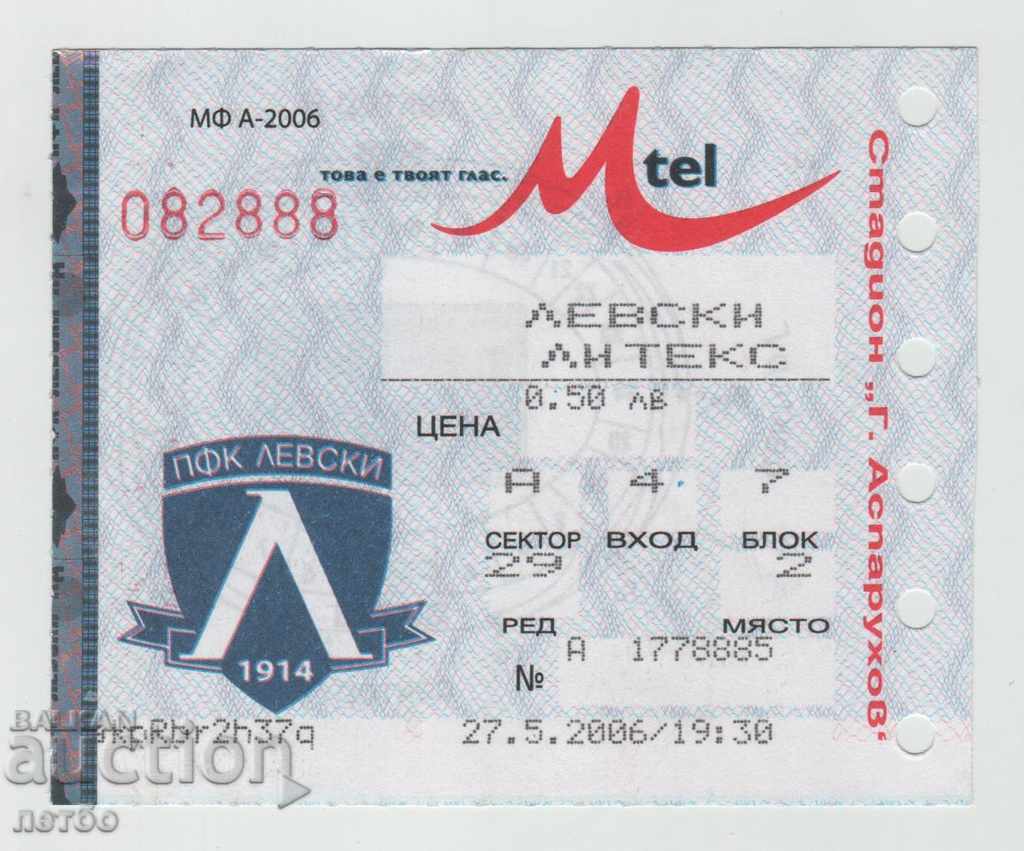 МФ А-2006
това е твоят глас.
Mtel
082888
ЛЕВСКИ
ЛИТЕКС
0.50 лв
ЦЕНА
ПФК ЛЕВСКИ
Λ
1914
А 4 7
СЕКТОР ВХОД БЛОК
29 2
РЕД МЯСТО
А 1778885
№
27.5.2006/19:30
Стадион „Г. Аспарухов“
BALKAN
auction
летбо